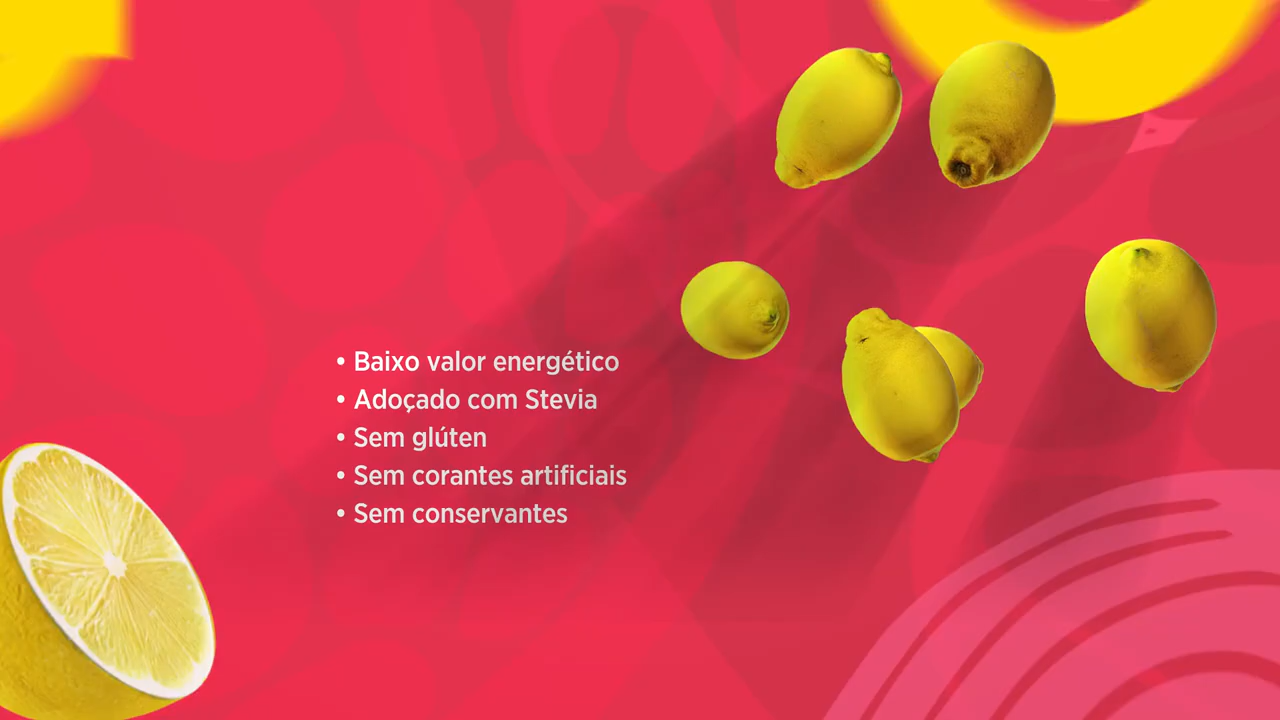 • Baixo valor energético
• Adoçado com Stevia
• Sem glúten
• Sem corantes artificiais
• Sem conservantes